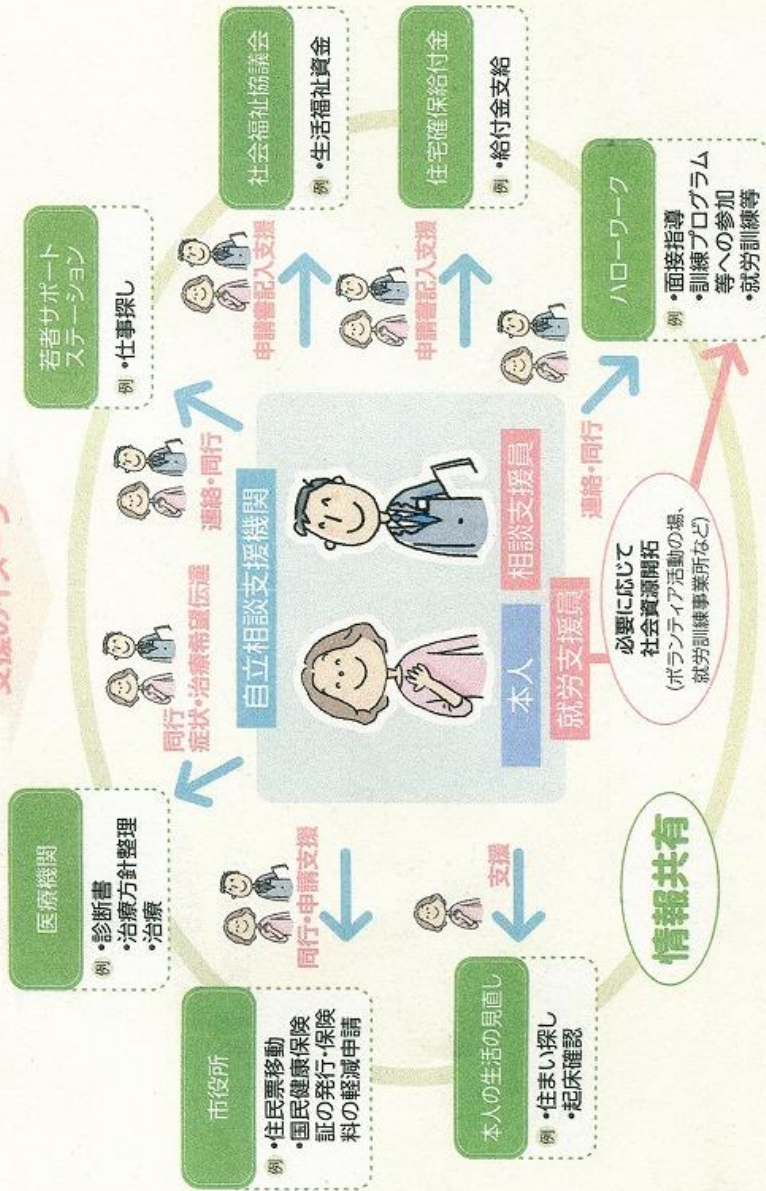 医療機関
例 ・診断書
・治療方針整理
・治療
若者サポート
ステーション
例 ・仕事探し
市役所
例 ・住民票移動
・国民健康保険
証の発行・保険
料の軽減申請
同行
症状・治療希望伝達
連絡・同行
社会福祉協議会
例 ・生活福祉資金
同行・申請支援
自立相談支援機関
申請書記入支援
住宅確保給付金
例 ・給付金支給
申請書記入支援
本人の生活の見直し
例 ・住まい探し
・起床確認
支援
本人
相談支援員
就労支援員
連絡・同行
ハローワーク
例 ・面接指導
・訓練プログラム
等への参加
・就労訓練等
必要に応じて
社会資源開拓
(ボランティア活動の場、
就労訓練事業所など)
情報共有